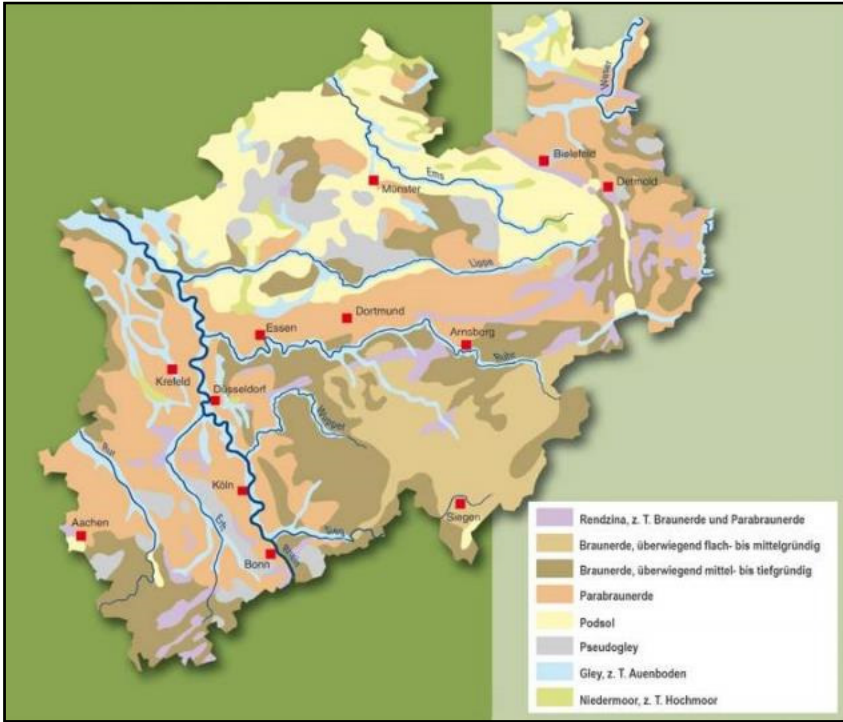 Weser
Bielefeld
Ems
Münster
Detmold
Lippe
Dortmund
Essen
Arnsberg
Ruhr
Krefeld
Düsseldorf
Wupper
Rur
Köln
Erft
Siegen
Aachen
Sieg
Bonn
Rhein
Rendzina, z. T. Braunerde und Parabraunerde
Braunerde, überwiegend flach- bis mittelgründig
Braunerde, überwiegend mittel- bis tiefgründig
Parabraunerde
Podsol
Pseudogley
Gley, z. T. Auenboden
Niedermoor, z. T. Hochmoor